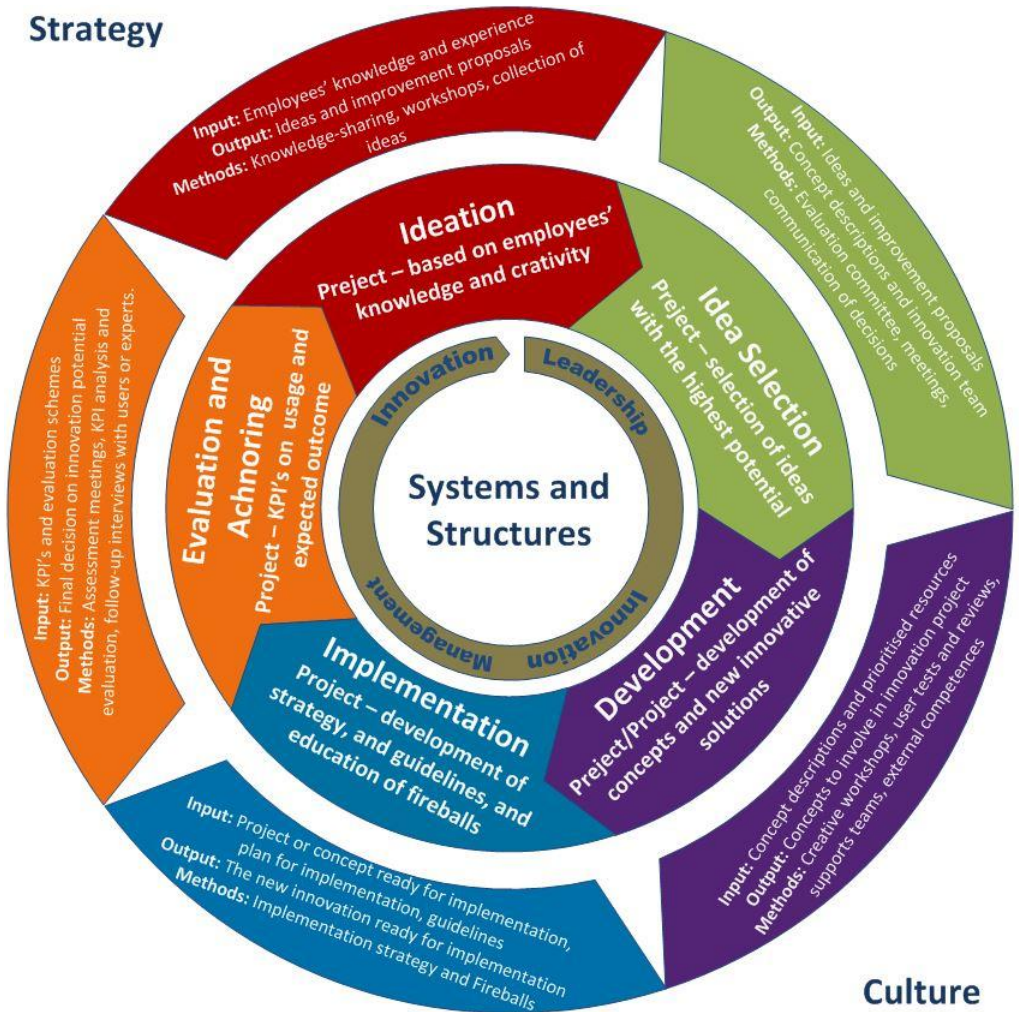 Strategy
Input: Employees' knowledge and experience
Output: Ideas and improvement proposals
Methods: Knowledge-sharing, workshops, collection of
ideas
Input: Ideas and improvement proposals
Output: Concept descriptions and Innovation team
Methods: Evaluation committee, meetings,
communication of decisions
Input: Concept descriptions and prioritised resources
Output: Concepts to involve in innovation project
Methods: Creative workshops, user tests and reviews,
supports teams, external competences
Input: Project or concept ready for implementation,
plan for implementation, guidelines
Output: The new innovation ready for implementation
Methods: Implementation strategy and Fireballs
Input: KPI's and evaluation schemes
Output: Final decision on innovation potential
Methods: Assessment meetings, KPI analysis and
evaluation, follow-up interviews with users or experts.
Ideation
Preject – based on employees'
knowledge and crativity
Idea Selection
Preject – selection of ideas
with the highest potential
Development
Preject/Project – development of
concepts and new innovative
solutions
Implementation
Project – development of
strategy, and guidelines, and
education of fireballs
Evaluation and
Achnoring
Project – KPI's on usage and
expected outcome
Innovation
Leadership
Innovation
Management
Systems and
Structures
Culture